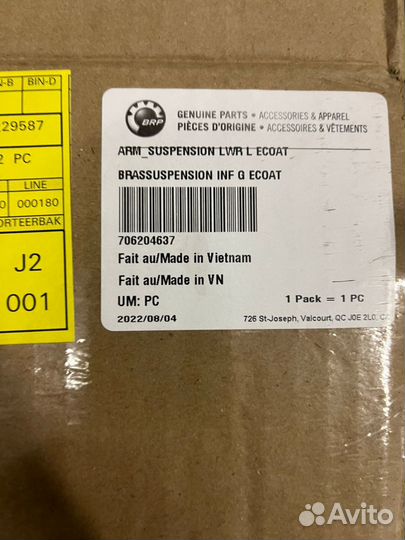 N-B BIN-D
29587
2 PC
LINE
0 000180
ORTEERBAK
J2
001
BRP
GENUINE PARTS • ACCESSORIES & APPAREL
PIÈCES D'ORIGINE • ACCESSOIRES & VÊTEMENTS
ARM_SUSPENSION LWR L ECOAT
BRASSUSPENSION INF G ECOAT
706204637
Fait au/Made in Vietnam
Fait au/Made in VN
UM: PC
1 Pack = 1 PC
2022/08/04
726 St-Joseph, Valcourt, QC J0E 2L0, CA
Avito